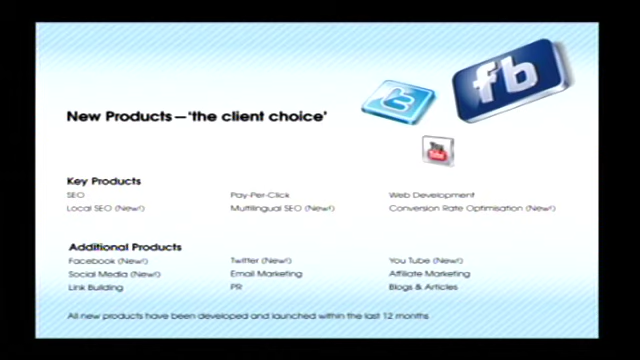 fb
New Products – 'the client choice'
You Tube
Key Products
SEO Pay-Per-Click Web Development
Local SEO (New!) Multilingual SEO (New!) Conversion Rate Optimisation (New!)
Additional Products
Facebook (New!) Twitter (New!) You Tube (New!)
Social Media (New!) Email Marketing Affiliate Marketing
Link Building PR Blogs & Articles
All new products have been developed and launched within the last 12 months